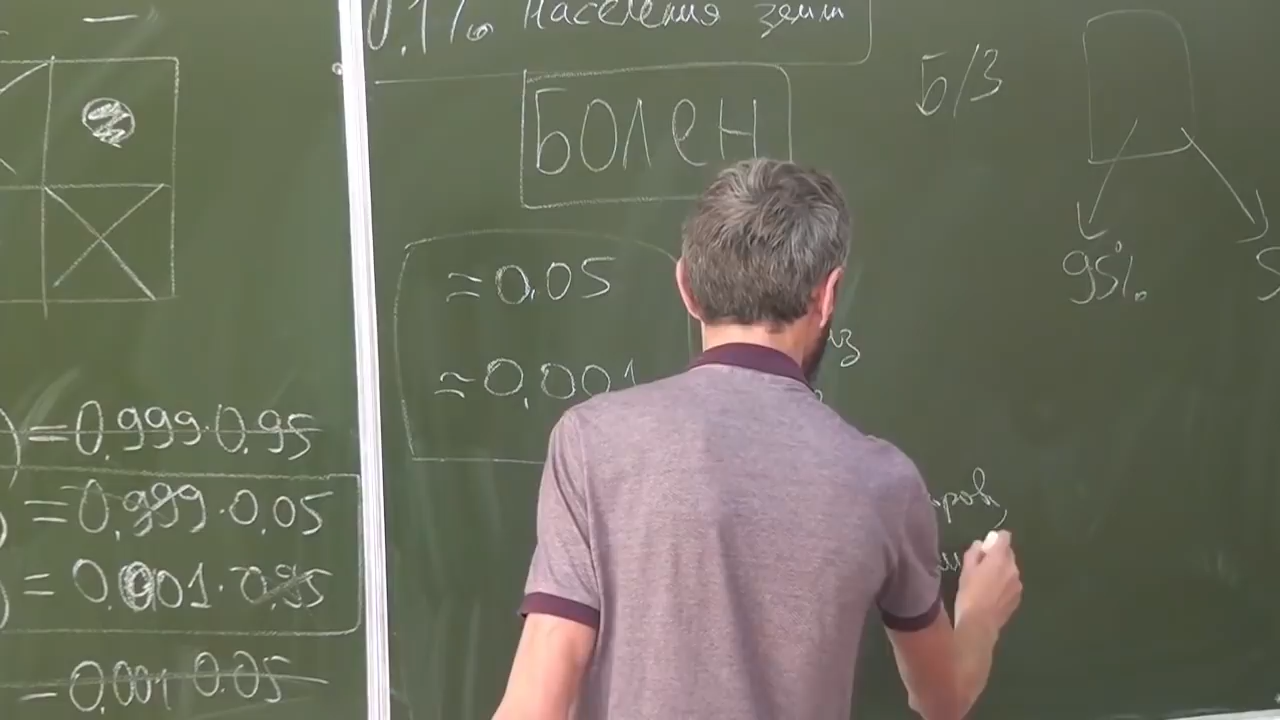 0.1% населения земли
БОЛЕН
Б/З
≈0.05
≈0,001
95%
) = 0,999·0.95
) = 0,999·0.05
) = 0.001·0,95
= 0,001 0.05